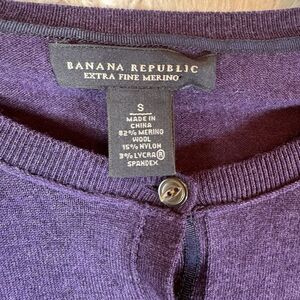 BANANA REPUBLIC
EXTRA FINE MERINO
S
MADE IN
CHINA
82% MERINO
WOOL
15% NYLON
3% LYCRA®
SPANDEX